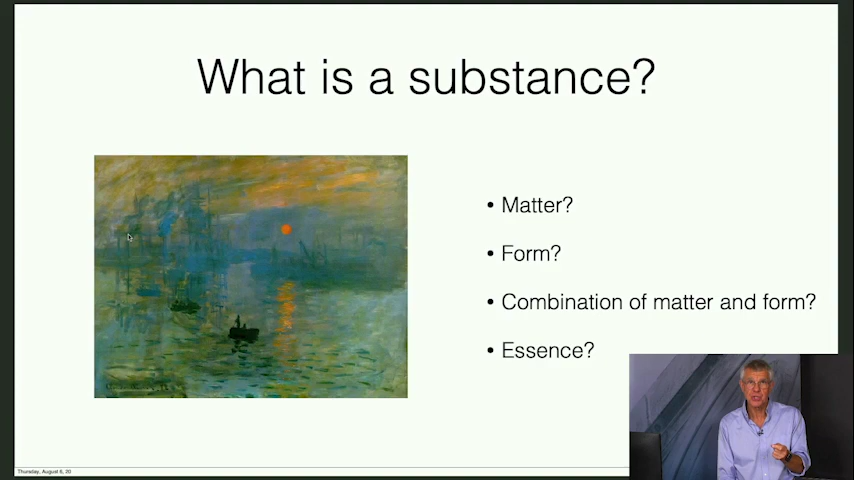 What is a substance?
• Matter?
• Form?
• Combination of matter and form?
• Essence?
Thursday, August 6, 20